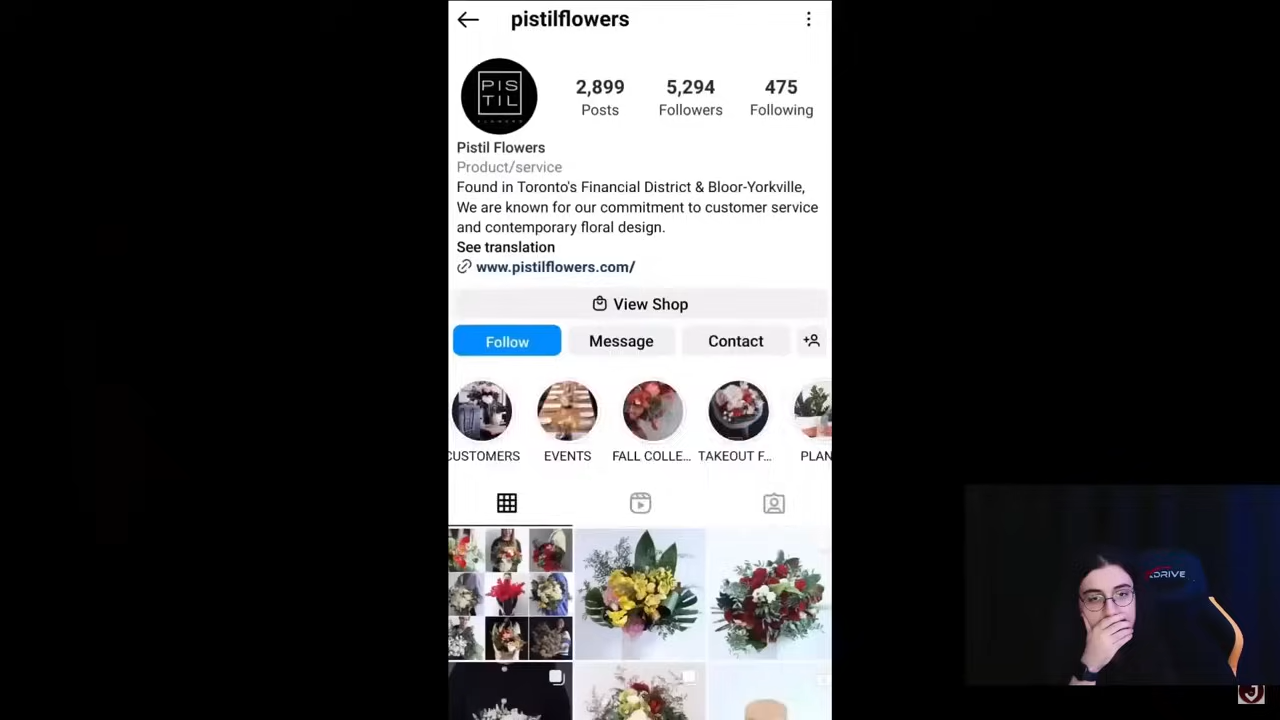 pistilflowers
PIS
TIL
FLOWERS
2,899
5,294
475
Posts
Followers
Following
Pistil Flowers
Product/service
Found in Toronto's Financial District & Bloor-Yorkville,
We are known for our commitment to customer service
and contemporary floral design.
See translation
www.pistilflowers.com/
View Shop
Follow
Message
Contact
CUSTOMERS
EVENTS
FALL COLLE...
TAKEOUT F...
PLAN
ADRIVE
J